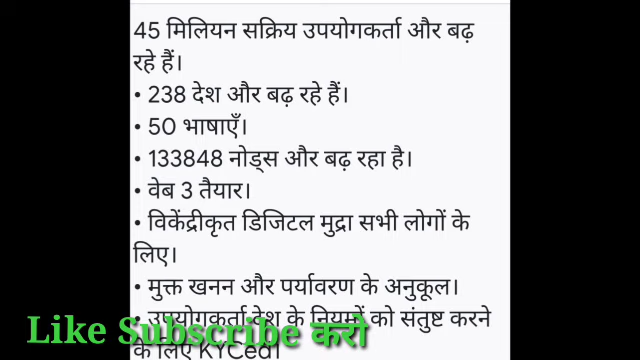 45 मिलियन सक्रिय उपयोगकर्ता और बढ़
रहे हैं।
• 238 देश और बढ़ रहे हैं।
• 50 भाषाएँ।
• 133848 नोड्स और बढ़ रहा है।
• वेब 3 तैयार।
• विकेंद्रीकृत डिजिटल मुद्रा सभी लोगों के
लिए।
• मुक्त खनन और पर्यावरण के अनुकूल।
• उपयोगकर्ता देश के नियमों को संतुष्ट करने
के लिए KYCed।
Like Subscribe करो